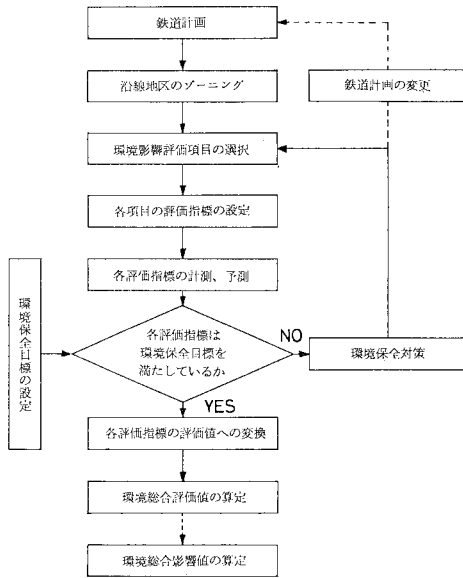 鉄道計画
沿線地区のゾーニング
鉄道計画の変更
環境影響評価項目の選択
各項目の評価指標の設定
各評価指標の計測、予測
環境保全目標の設定
各評価指標は
環境保全目標を
満たしているか
NO
環境保全対策
YES
各評価指標の評価値への変換
環境総合評価値の算定
環境総合影響値の算定